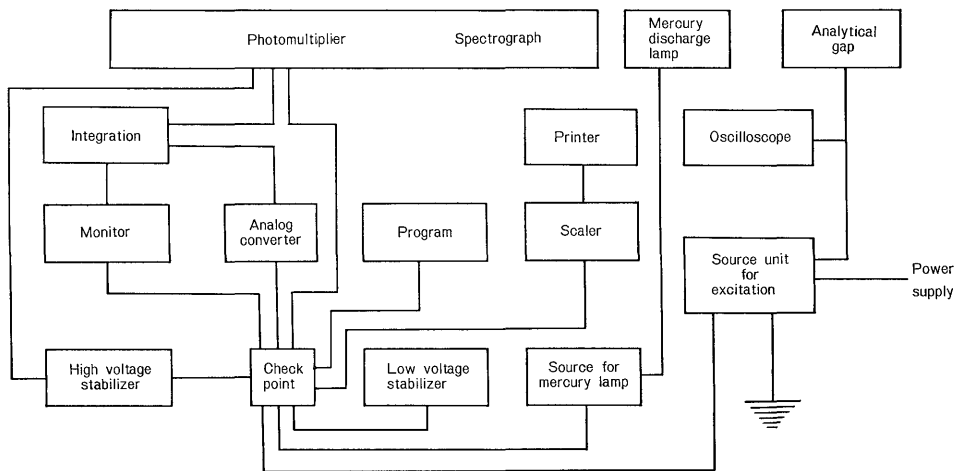 Photomultiplier Spectrograph
Mercury
discharge
lamp
Analytical
gap
Integration
Printer
Oscilloscope
Monitor
Analog
converter
Program
Scaler
Source unit
for
excitation
Power
supply
High voltage
stabilizer
Check
point
Low voltage
stabilizer
Source for
mercury lamp